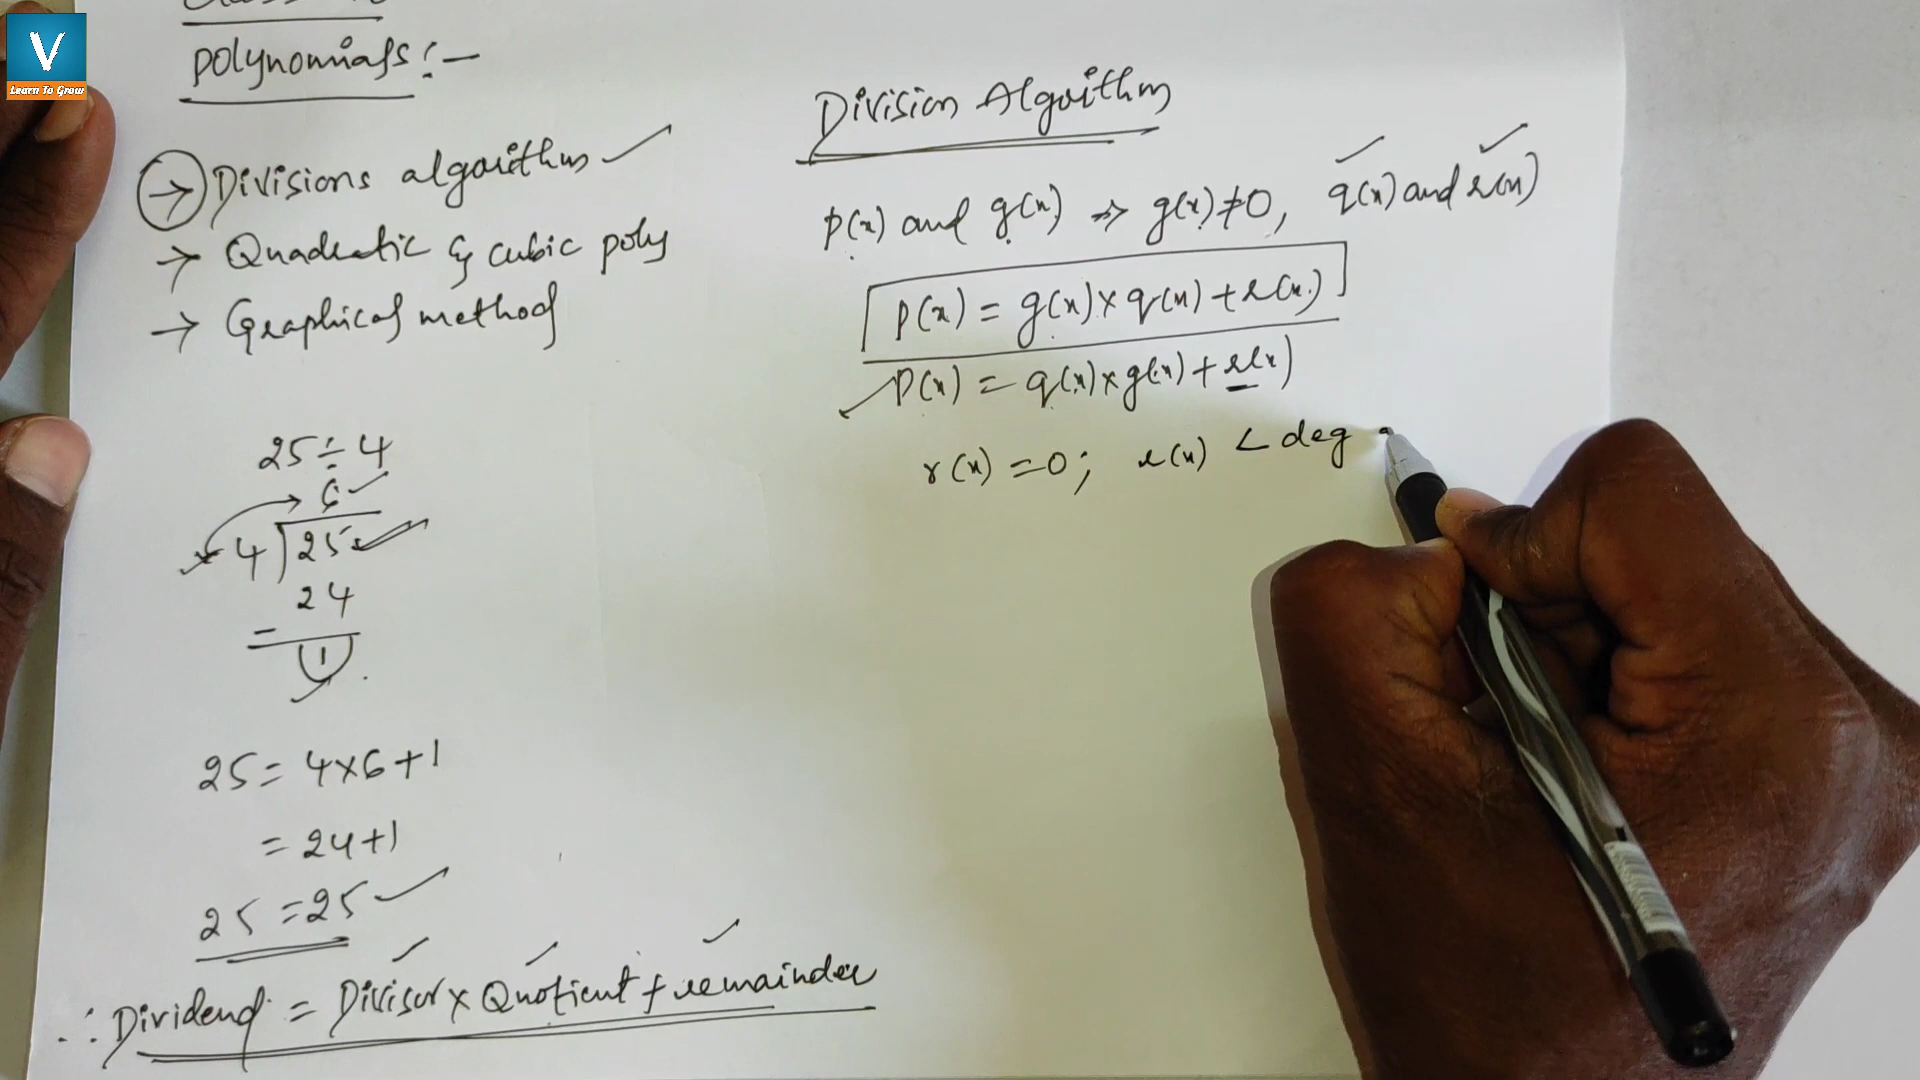 V
Learn To Grow
polynomials :-
→ Divisions algorithm ✓
→ Quadratic & cubic poly
→ Graphical method
25 ÷ 4
6 ✓
4 ) 25 ✓
- 24
1
25 = 4×6+1
= 24+1
25 = 25 ✓
∴ Dividend = Divisor × Quotient + remainder
Division Algorithm
p(x) and g(x) => g(x) ≠ 0, q(x) and r(x)
p(x) = g(x) × q(x) + r(x)
✓ p(x) = q(x) × g(x) + r(x)
r(x) = 0; r(x) < deg